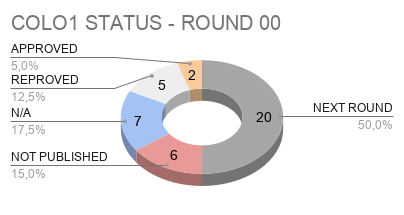 COLO1 STATUS - ROUND 00
APPROVED
5,0%
REPROVED
12,5%
N/A
17,5%
NOT PUBLISHED
15,0%
NEXT ROUND
50,0%
2
5
7
6
20